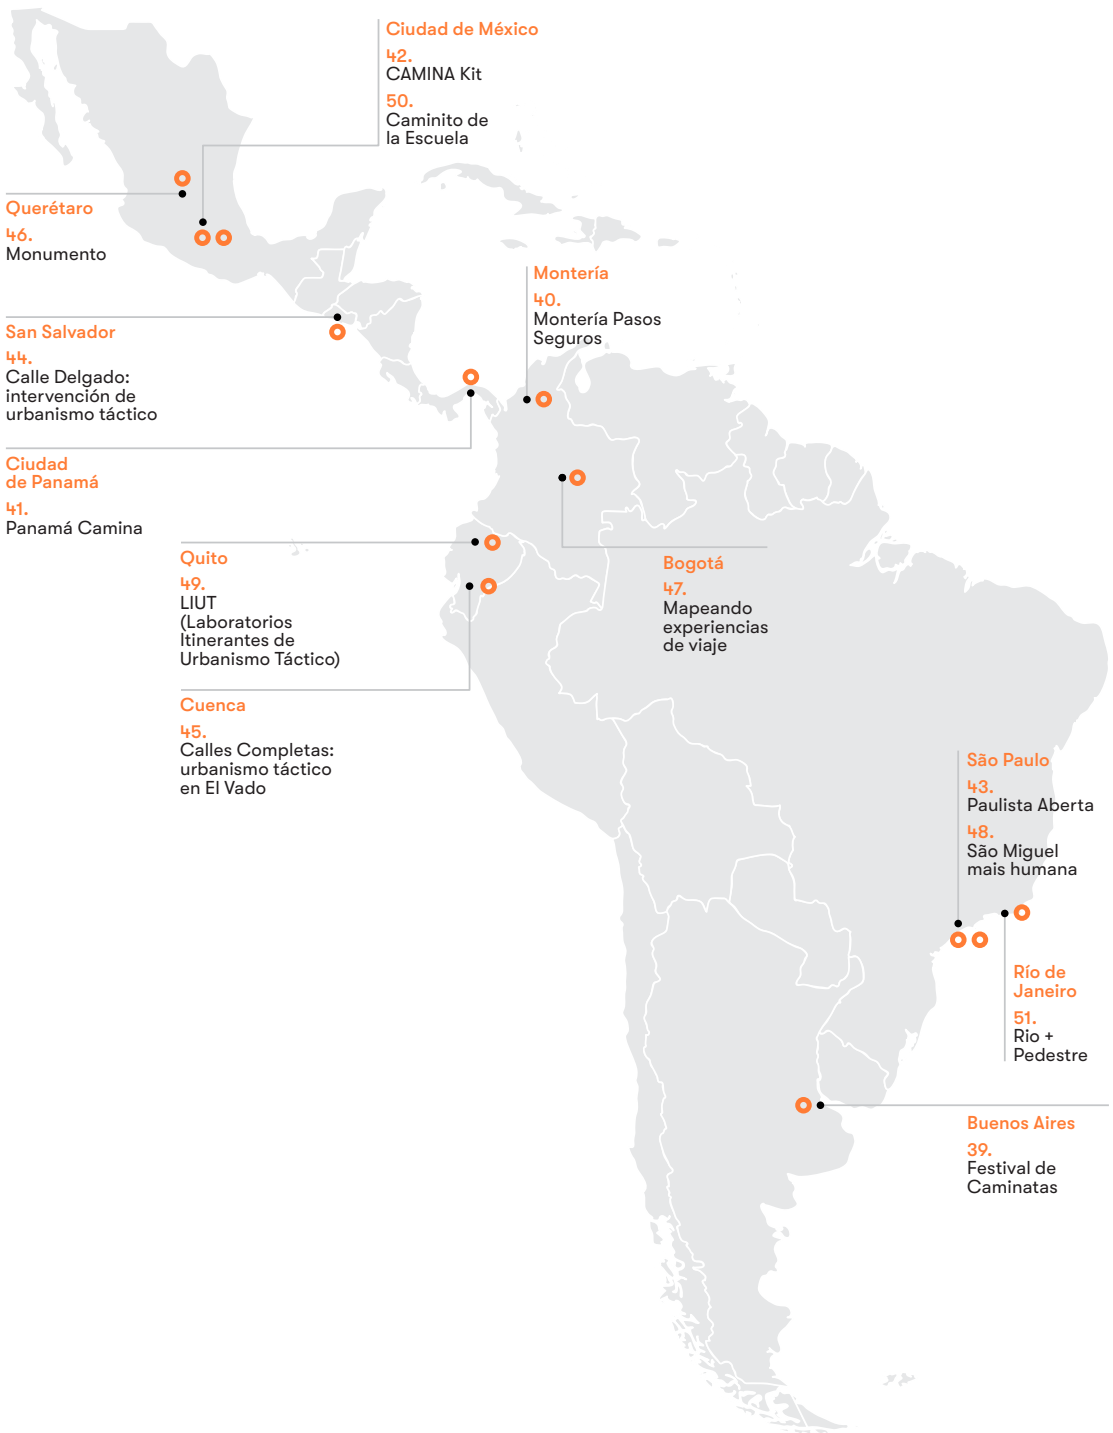 Ciudad de México
42.
CAMINA Kit
50.
Caminito de
la Escuela
Querétaro
46.
Monumento
San Salvador
44.
Calle Delgado:
intervención de
urbanismo táctico
Ciudad
de Panamá
41.
Panamá Camina
Montería
40.
Montería Pasos
Seguros
Quito
49.
LIUT
(Laboratorios
Itinerantes de
Urbanismo Táctico)
Cuenca
45.
Calles Completas:
urbanismo táctico
en El Vado
Bogotá
47.
Mapeando
experiencias
de viaje
São Paulo
43.
Paulista Aberta
48.
São Miguel
mais humana
Río de
Janeiro
51.
Rio +
Pedestre
Buenos Aires
39.
Festival de
Caminatas